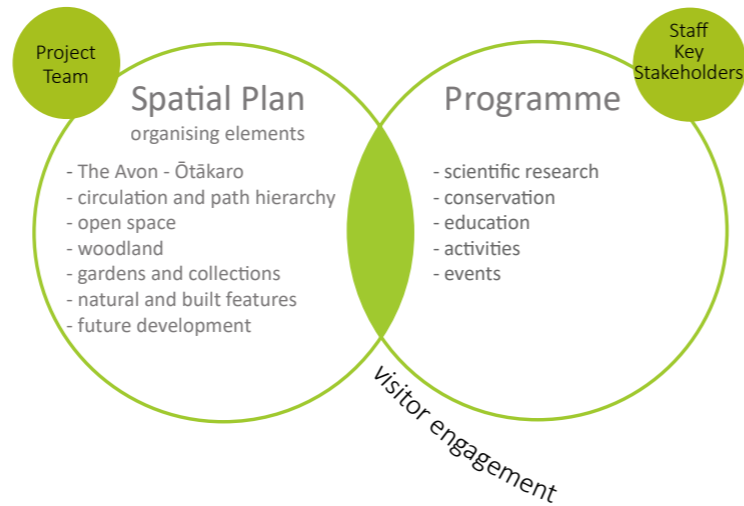 Project
Team
Spatial Plan
organising elements
- The Avon - Ōtākaro
- circulation and path hierarchy
- open space
- woodland
- gardens and collections
- natural and built features
- future development
Staff
Key
Stakeholders
Programme
- scientific research
- conservation
- education
- activities
- events
visitor engagement